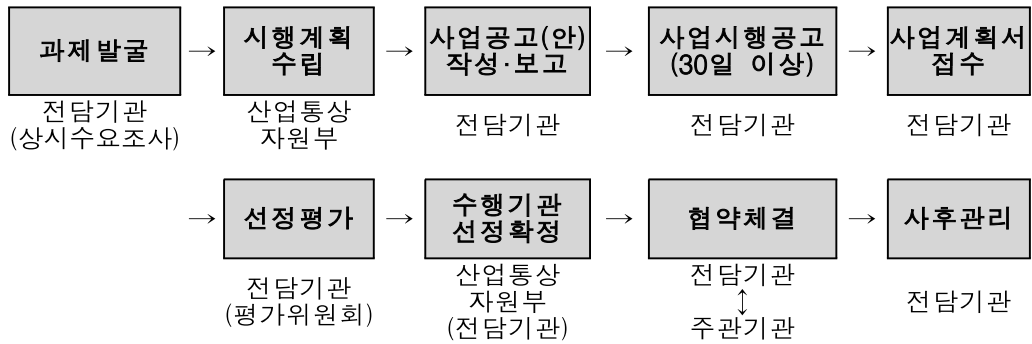 과제발굴
→
시행계획
수립
→
사업공고(안)
작성·보고
→
사업시행공고
(30일 이상)
→
사업계획서
접수
전담기관
(상시수요조사)
산업통상
자원부
전담기관
전담기관
전담기관
→
선정평가
→
수행기관
선정확정
→
협약체결
→
사후관리
전담기관
(평가위원회)
산업통상
자원부
(전담기관)
전담기관
↕
주관기관
전담기관